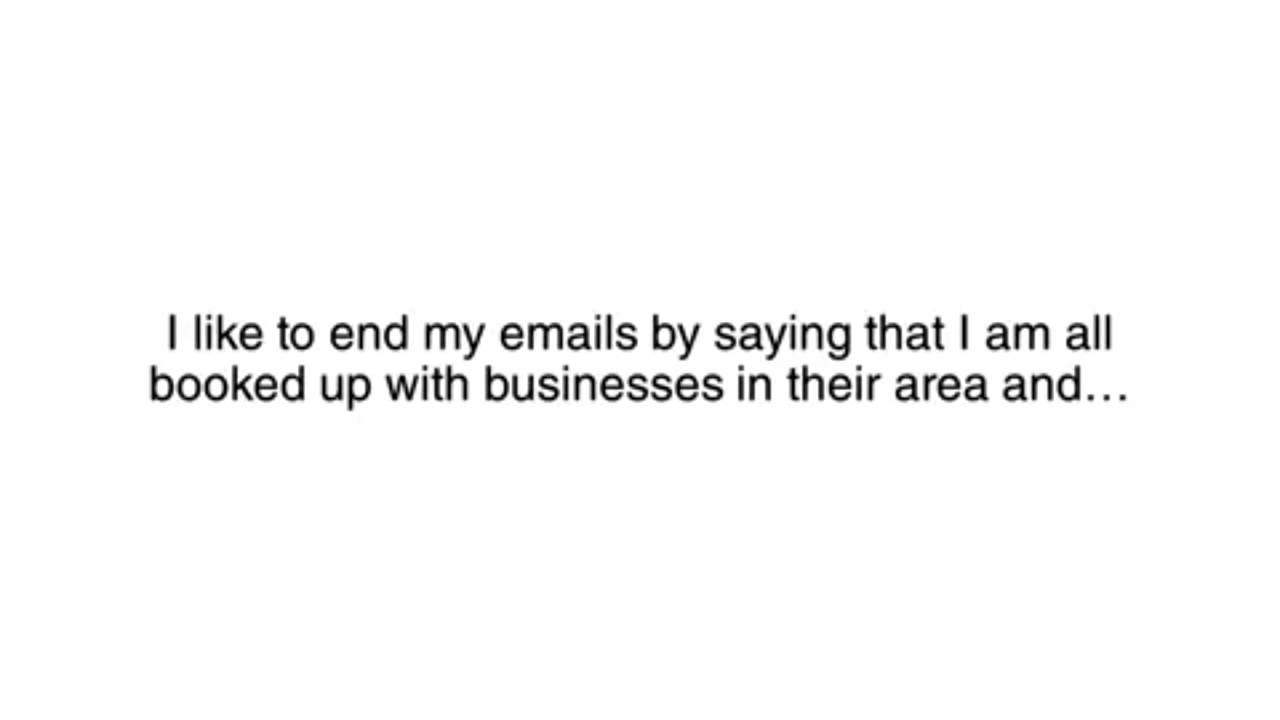 I like to end my emails by saying that I am all
booked up with businesses in their area and…